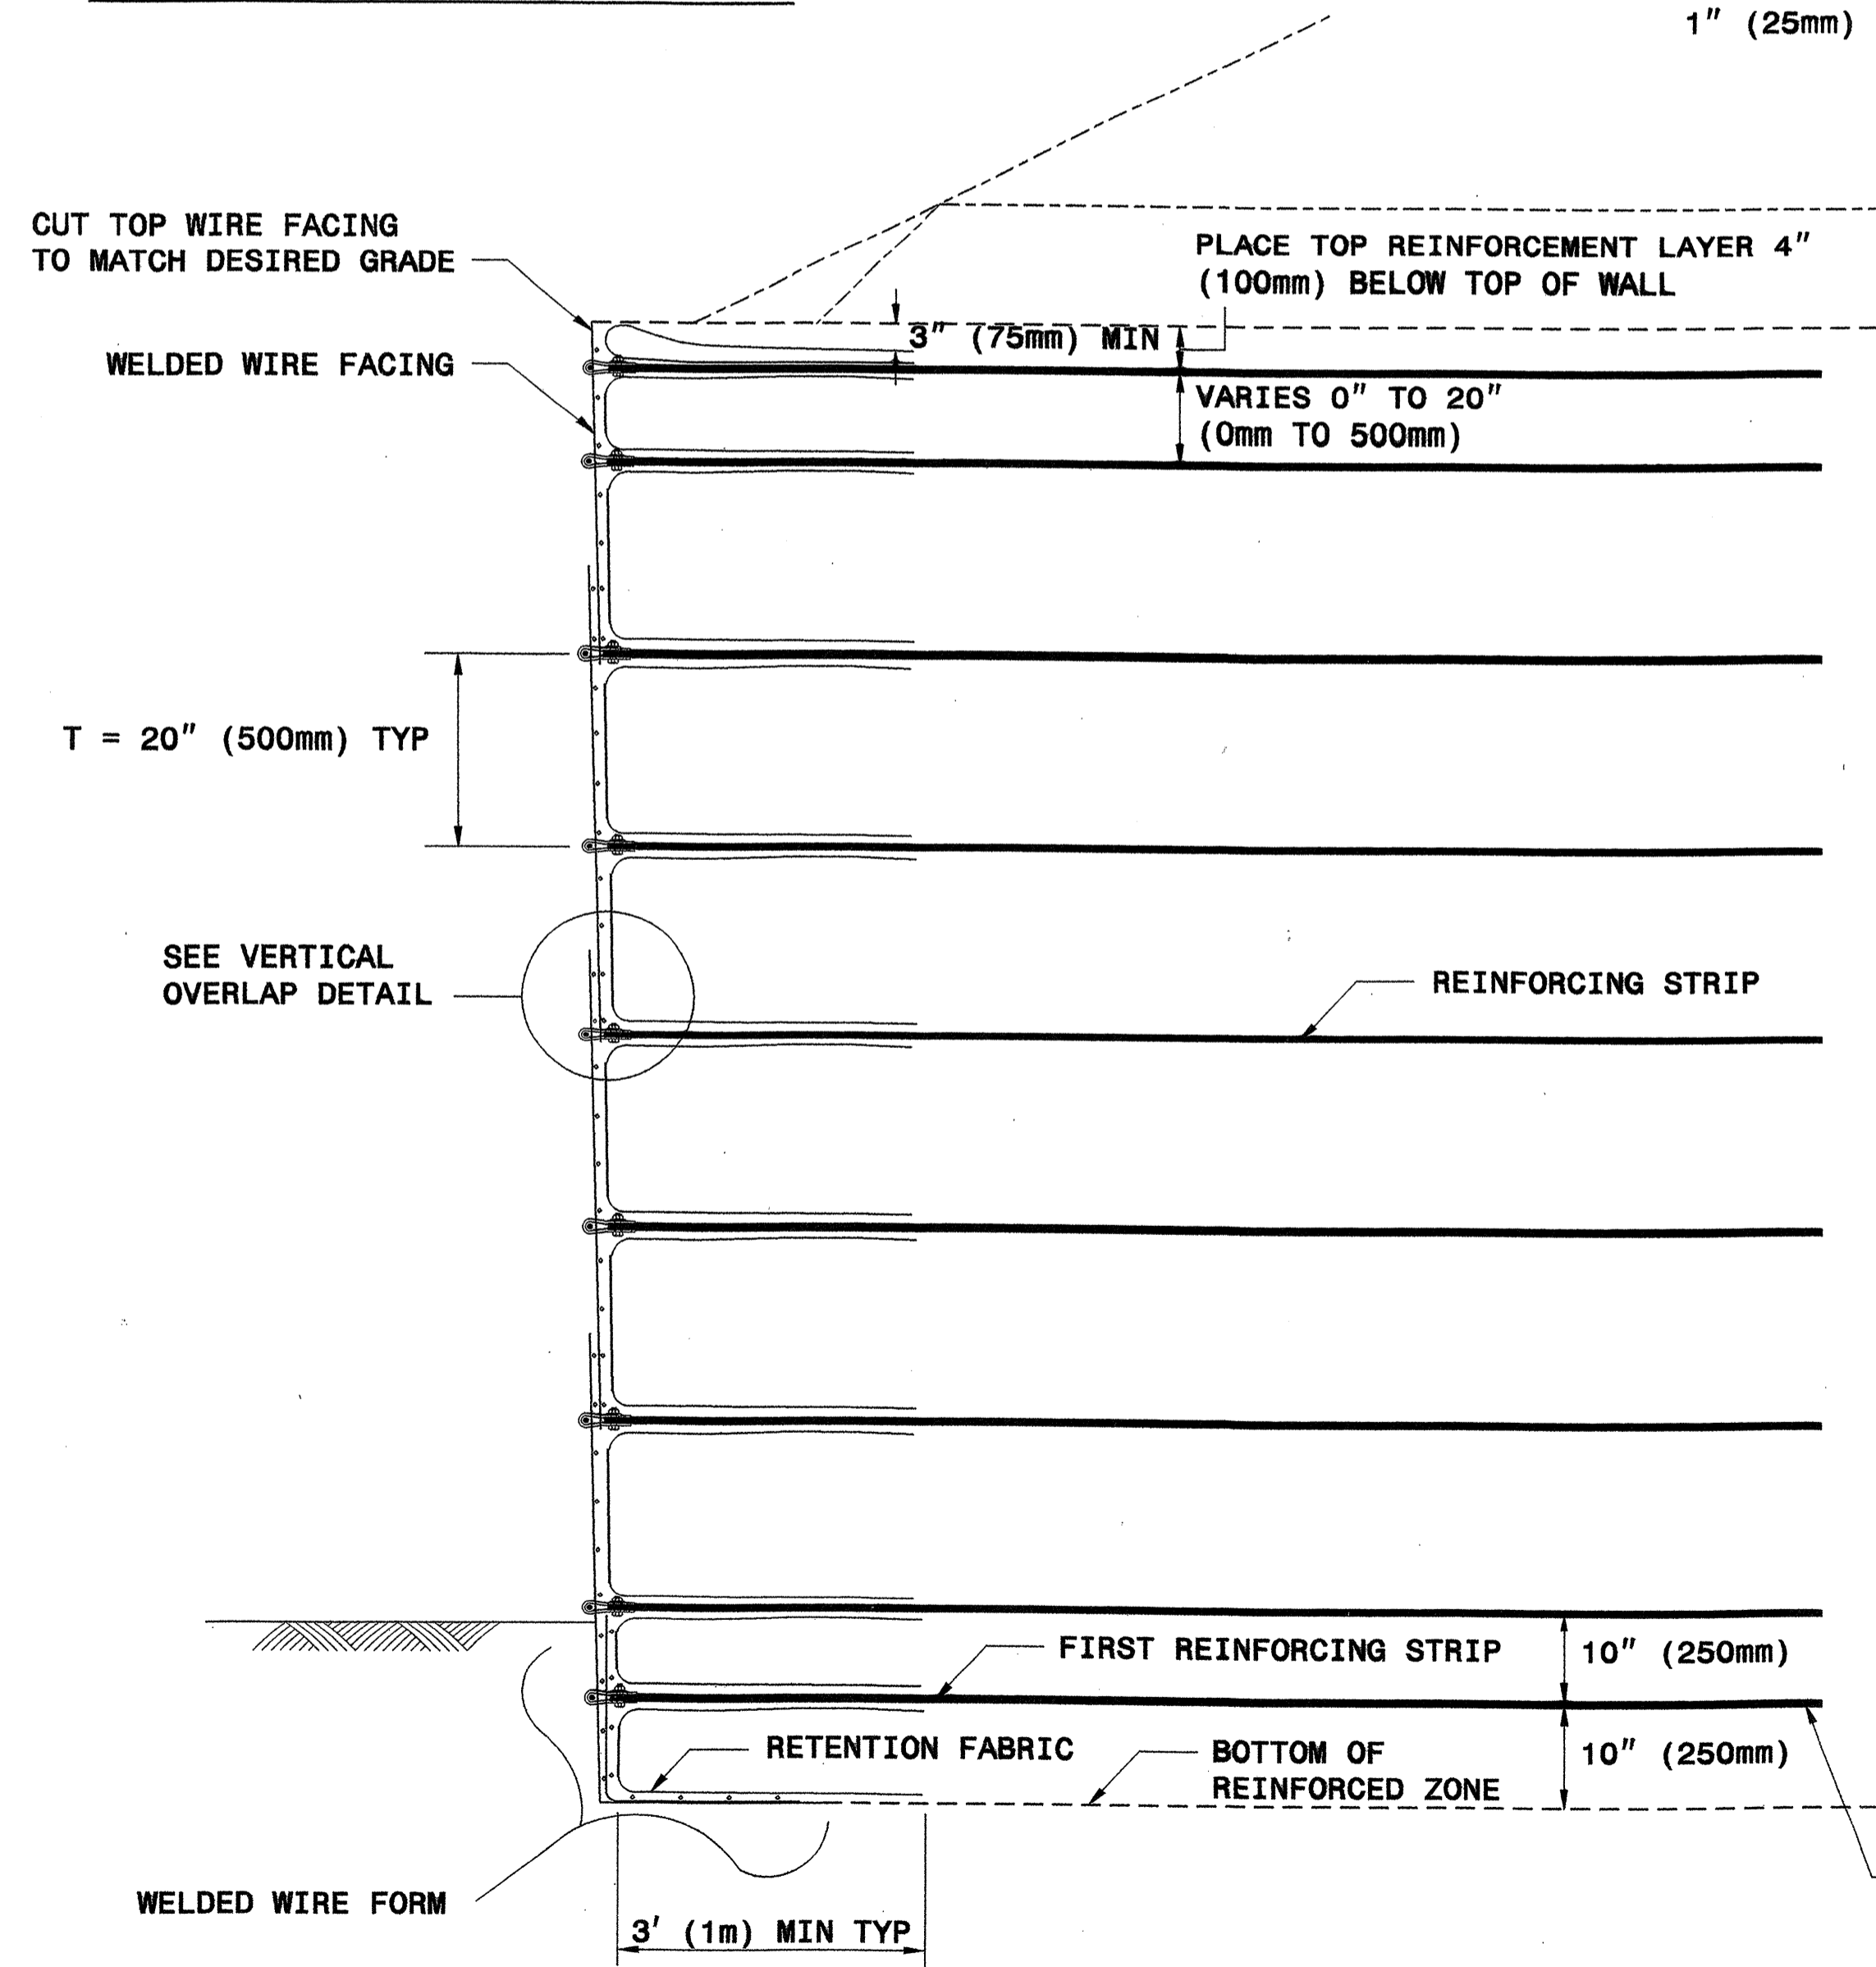 1" (25mm)
CUT TOP WIRE FACING
TO MATCH DESIRED GRADE
PLACE TOP REINFORCEMENT LAYER 4"
(100mm) BELOW TOP OF WALL
3" (75mm) MIN
WELDED WIRE FACING
VARIES 0" TO 20"
(0mm TO 500mm)
T = 20" (500mm) TYP
SEE VERTICAL
OVERLAP DETAIL
REINFORCING STRIP
FIRST REINFORCING STRIP
10" (250mm)
RETENTION FABRIC
BOTTOM OF
REINFORCED ZONE
10" (250mm)
WELDED WIRE FORM
3' (1m) MIN TYP